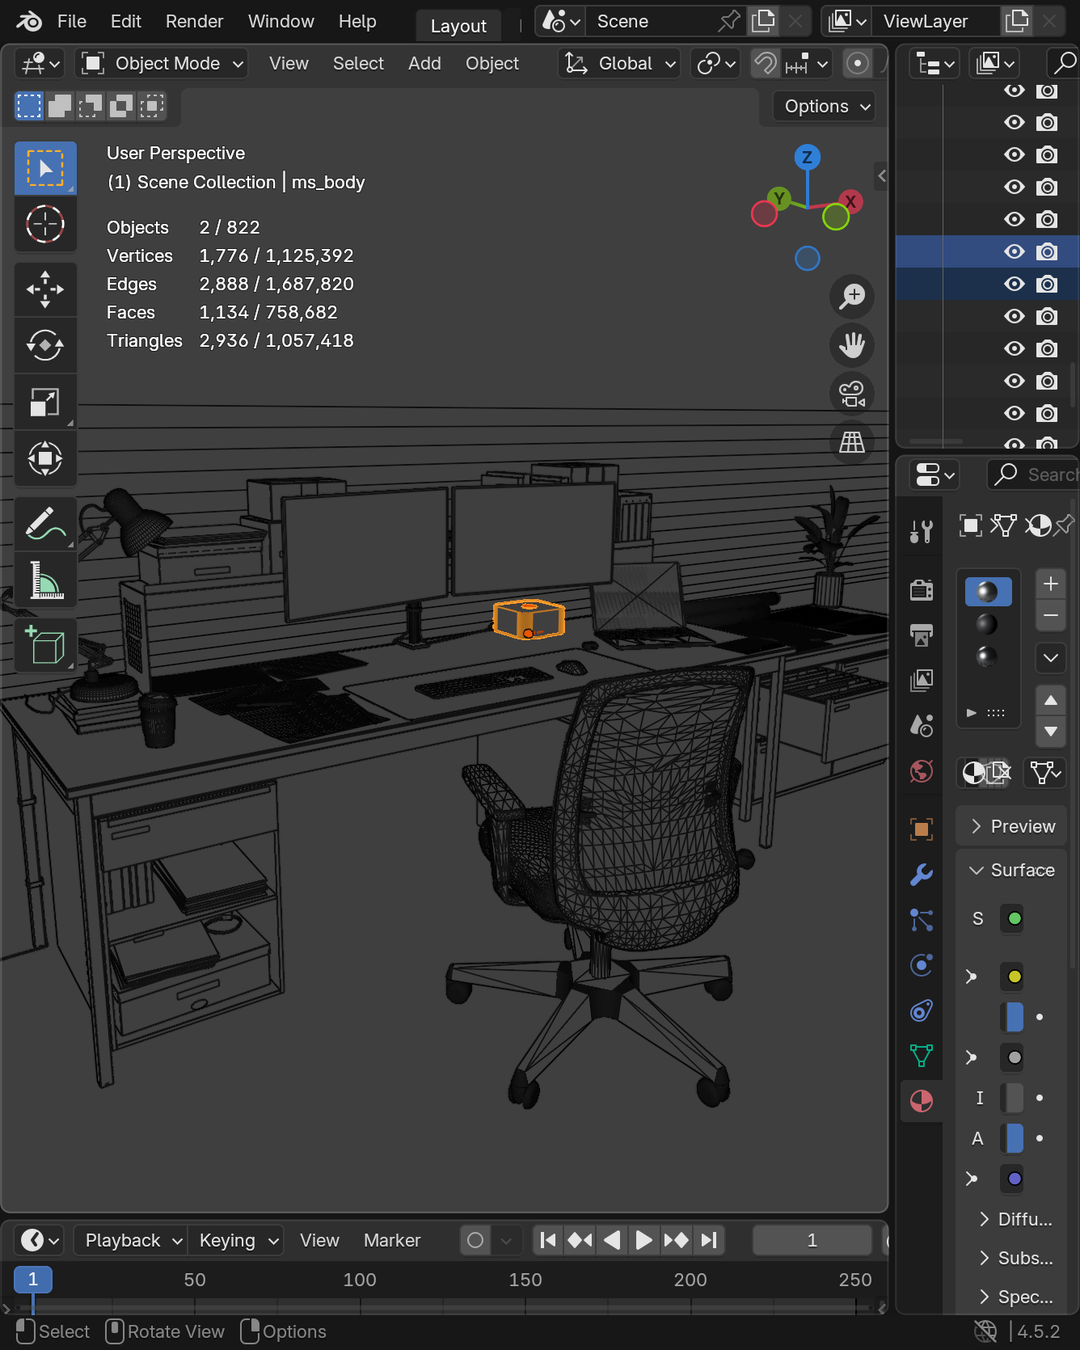 File Edit Render Window Help Layout Scene ViewLayer
Object Mode View Select Add Object Global
Options
User Perspective
(1) Scene Collection | ms_body
Objects 2 / 822
Vertices 1,776 / 1,125,392
Edges 2,888 / 1,687,820
Faces 1,134 / 758,682
Triangles 2,936 / 1,057,418
Z
Y
X
Search
Preview
Surface
S
I
A
Diffu...
Subs...
Spec...
Playback Keying View Marker 1
1 50 100 150 200 250
Select Rotate View Options 4.5.2